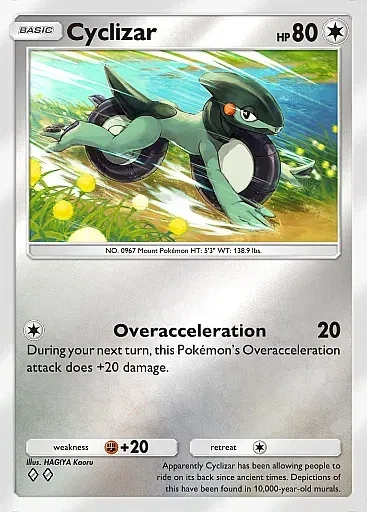 BASIC Cyclizar HP 80
NO. 0967 Mount Pokémon HT: 5'3" WT: 138.9 lbs.
Overacceleration 20
During your next turn, this Pokémon's Overacceleration
attack does +20 damage.
weakness +20 retreat
Illus. HAGIYA Kaoru
Apparently Cyclizar has been allowing people to
ride on its back since ancient times. Depictions of
this have been found in 10,000-year-old murals.